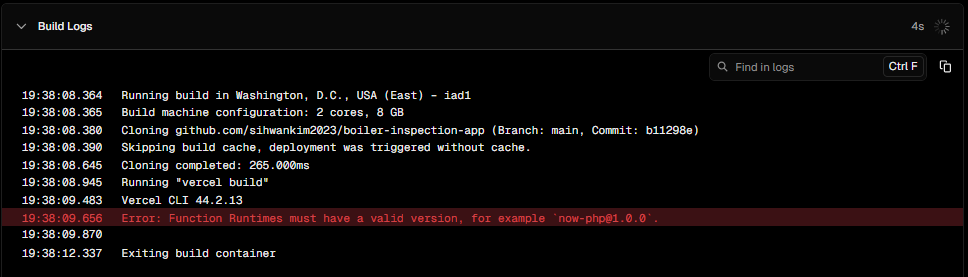 Build Logs
4s
Find in logs
Ctrl F
19:38:08.364 Running build in Washington, D.C., USA (East) – iad1
19:38:08.365 Build machine configuration: 2 cores, 8 GB
19:38:08.380 Cloning github.com/sihwankim2023/boiler-inspection-app (Branch: main, Commit: b11298e)
19:38:08.390 Skipping build cache, deployment was triggered without cache.
19:38:08.645 Cloning completed: 265.000ms
19:38:08.945 Running "vercel build"
19:38:09.483 Vercel CLI 44.2.13
19:38:09.656 Error: Function Runtimes must have a valid version, for example `now-php@1.0.0`.
19:38:09.870
19:38:12.337 Exiting build container